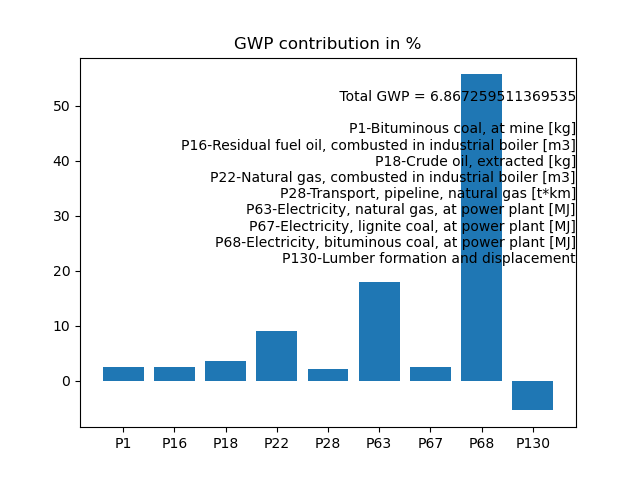 GWP contribution in %
Total GWP = 6.867259511369535
P1-Bituminous coal, at mine [kg]
P16-Residual fuel oil, combusted in industrial boiler [m3]
P18-Crude oil, extracted [kg]
P22-Natural gas, combusted in industrial boiler [m3]
P28-Transport, pipeline, natural gas [t*km]
P63-Electricity, natural gas, at power plant [MJ]
P67-Electricity, lignite coal, at power plant [MJ]
P68-Electricity, bituminous coal, at power plant [MJ]
P130-Lumber formation and displacement
50
40
30
20
10
0
P1 P16 P18 P22 P28 P63 P67 P68 P130